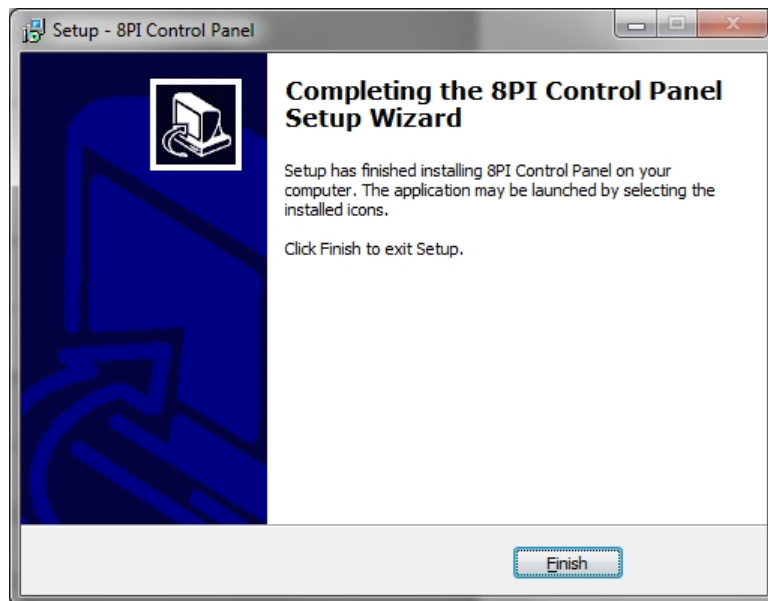 Setup - 8PI Control Panel
Completing the 8PI Control Panel
Setup Wizard
Setup has finished installing 8PI Control Panel on your
computer. The application may be launched by selecting the
installed icons.
Click Finish to exit Setup.
Finish